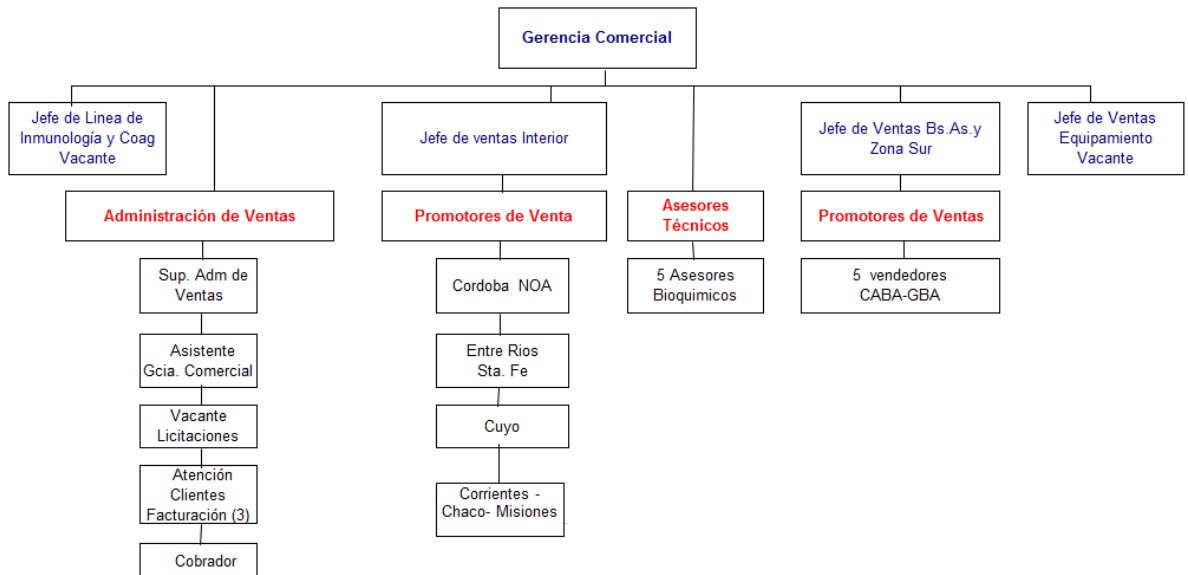 Gerencia Comercial
Jefe de Linea de
Inmunología y Coag
Vacante
Jefe de ventas Interior
Jefe de Ventas Bs.As.y
Zona Sur
Jefe de Ventas
Equipamiento
Vacante
Administración de Ventas
Promotores de Venta
Asesores
Técnicos
Promotores de Ventas
Sup. Adm de
Ventas
Cordoba NOA
5 Asesores
Bioquimicos
5 vendedores
CABA-GBA
Asistente
Gcia. Comercial
Entre Rios
Sta. Fe
Vacante
Licitaciones
Cuyo
Atención
Clientes
Facturación (3)
Corrientes -
Chaco- Misiones
Cobrador